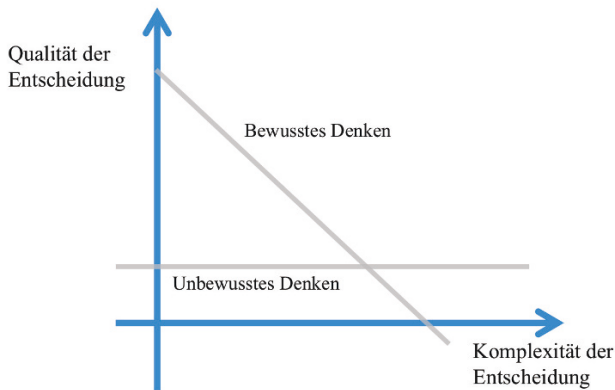 Qualität der
Entscheidung
Bewusstes Denken
Unbewusstes Denken
Komplexität der
Entscheidung